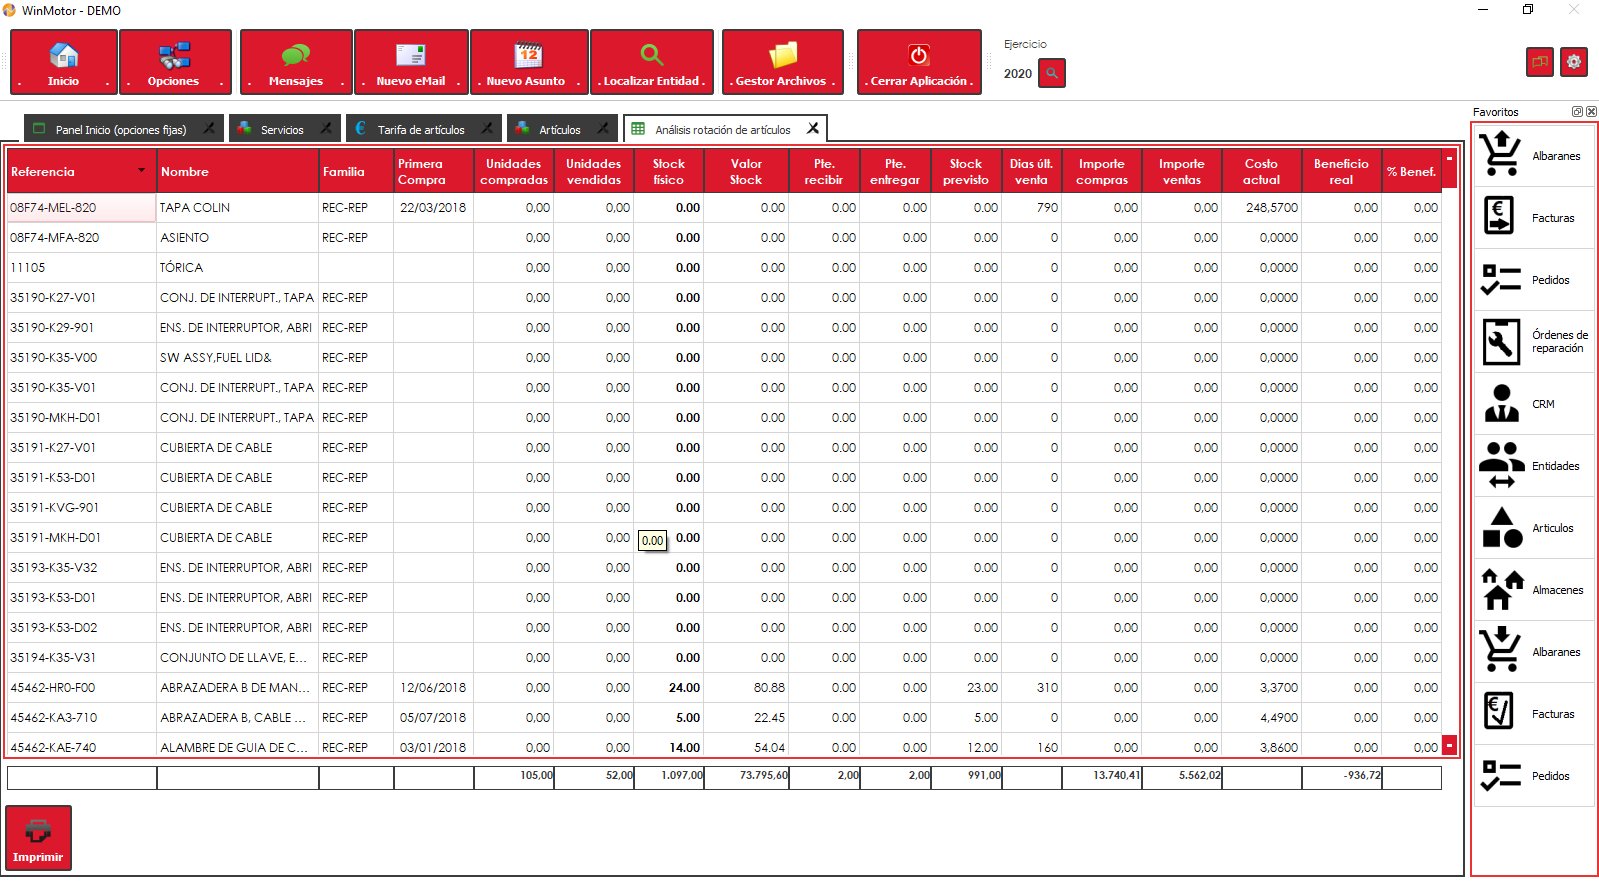 WinMotor - DEMO
. Inicio .
. Opciones .
. Mensajes .
. Nuevo eMail .
. Nuevo Asunto .
. Localizar Entidad .
. Gestor Archivos .
. Cerrar Aplicación .
Ejercicio
2020
Panel Inicio (opciones fijas)
Servicios
Tarifa de artículos
Artículos
Análisis rotación de artículos
Referencia Nombre Familia Primera Compra Unidades compradas Unidades vendidas Stock físico Valor Stock Pte. recibir Pte. entregar Stock previsto Dias últ. venta Importe compras Importe ventas Costo actual Beneficio real % Benef.
08F74-MEL-820 TAPA COLIN REC-REP 22/03/2018 0,00 0,00 0.00 0.00 0.00 0.00 0.00 790 0,00 0,00 248,5700 0,00 0,00
08F74-MFA-820 ASIENTO REC-REP 0,00 0,00 0.00 0.00 0.00 0.00 0.00 0 0,00 0,00 0,0000 0,00 0,00
11105 TÓRICA 0,00 0,00 0.00 0.00 0.00 0.00 0.00 0 0,00 0,00 0,0000 0,00 0,00
35190-K27-V01 CONJ. DE INTERRUPT., TAPA REC-REP 0,00 0,00 0.00 0.00 0.00 0.00 0.00 0 0,00 0,00 0,0000 0,00 0,00
35190-K29-901 ENS. DE INTERRUPTOR, ABRI REC-REP 0,00 0,00 0.00 0.00 0.00 0.00 0.00 0 0,00 0,00 0,0000 0,00 0,00
35190-K35-V00 SW ASSY,FUEL LID& REC-REP 0,00 0,00 0.00 0.00 0.00 0.00 0.00 0 0,00 0,00 0,0000 0,00 0,00
35190-K35-V01 CONJ. DE INTERRUPT., TAPA REC-REP 0,00 0,00 0.00 0.00 0.00 0.00 0.00 0 0,00 0,00 0,0000 0,00 0,00
35190-MKH-D01 CONJ. DE INTERRUPT., TAPA REC-REP 0,00 0,00 0.00 0.00 0.00 0.00 0.00 0 0,00 0,00 0,0000 0,00 0,00
35191-K27-V01 CUBIERTA DE CABLE REC-REP 0,00 0,00 0.00 0.00 0.00 0.00 0.00 0 0,00 0,00 0,0000 0,00 0,00
35191-K53-D01 CUBIERTA DE CABLE REC-REP 0,00 0,00 0.00 0.00 0.00 0.00 0.00 0 0,00 0,00 0,0000 0,00 0,00
35191-KVG-901 CUBIERTA DE CABLE REC-REP 0,00 0,00 0.00 0.00 0.00 0.00 0.00 0 0,00 0,00 0,0000 0,00 0,00
35191-MKH-D01 CUBIERTA DE CABLE REC-REP 0,00 0,00 0.00 0.00 0.00 0.00 0.00 0 0,00 0,00 0,0000 0,00 0,00
0.00
35193-K35-V32 ENS. DE INTERRUPTOR, ABRI REC-REP 0,00 0,00 0.00 0.00 0.00 0.00 0.00 0 0,00 0,00 0,0000 0,00 0,00
35193-K53-D01 ENS. DE INTERRUPTOR, ABRI REC-REP 0,00 0,00 0.00 0.00 0.00 0.00 0.00 0 0,00 0,00 0,0000 0,00 0,00
35193-K53-D02 ENS. DE INTERRUPTOR, ABRI REC-REP 0,00 0,00 0.00 0.00 0.00 0.00 0.00 0 0,00 0,00 0,0000 0,00 0,00
35194-K35-V31 CONJUNTO DE LLAVE, E... REC-REP 0,00 0,00 0.00 0.00 0.00 0.00 0.00 0 0,00 0,00 0,0000 0,00 0,00
45462-HR0-F00 ABRAZADERA B DE MAN... REC-REP 12/06/2018 0,00 0,00 24.00 80.88 0.00 0.00 23.00 310 0,00 0,00 3,3700 0,00 0,00
45462-KA3-710 ABRAZADERA B, CABLE ... REC-REP 05/07/2018 0,00 0,00 5.00 22.45 0.00 0.00 5.00 0 0,00 0,00 4,4900 0,00 0,00
45462-KAE-740 ALAMBRE DE GUIA DE C... REC-REP 03/01/2018 0,00 0,00 14.00 54.04 0.00 0.00 12.00 160 0,00 0,00 3,8600 0,00 0,00
105,00 52,00 1.097,00 73.795,60 2,00 2,00 991,00 13.740,41 5.562,02 -936,72
Imprimir
Favoritos
Albaranes
Facturas
Pedidos
Órdenes de
reparación
CRM
Entidades
Articulos
Almacenes
Albaranes
Facturas
Pedidos